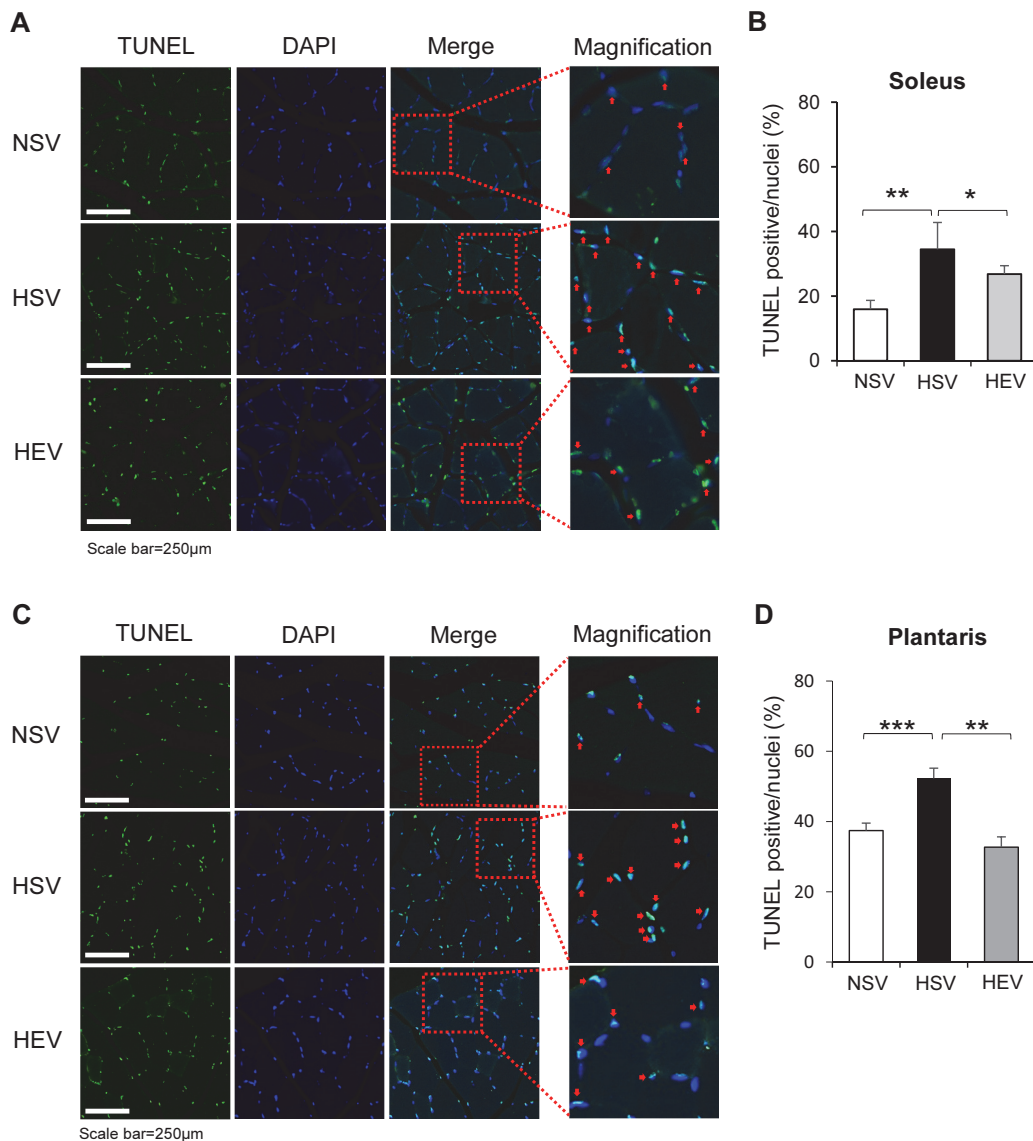 A
TUNEL DAPI Merge Magnification
NSV
HSV
HEV
Scale bar=250µm
B
Soleus
TUNEL positive/nuclei (%)
80
60
40
20
0
** *
NSV HSV HEV
C
TUNEL DAPI Merge Magnification
NSV
HSV
HEV
Scale bar=250µm
D
Plantaris
TUNEL positive/nuclei (%)
80
60
40
20
0
*** **
NSV HSV HEV